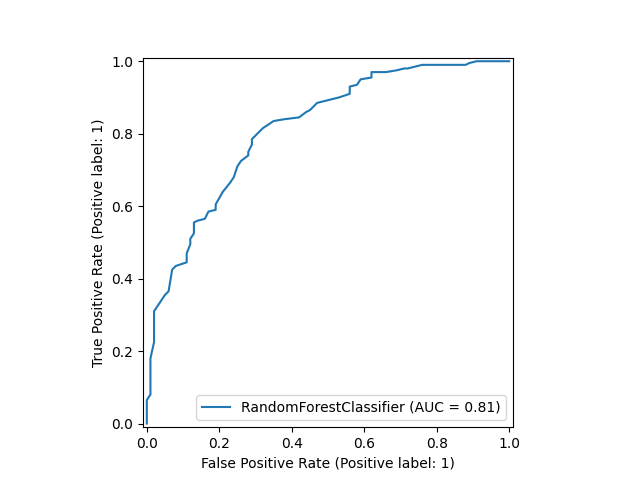 1.0
0.8
0.6
0.4
0.2
0.0
True Positive Rate (Positive label: 1)
RandomForestClassifier (AUC = 0.81)
0.0 0.2 0.4 0.6 0.8 1.0
False Positive Rate (Positive label: 1)